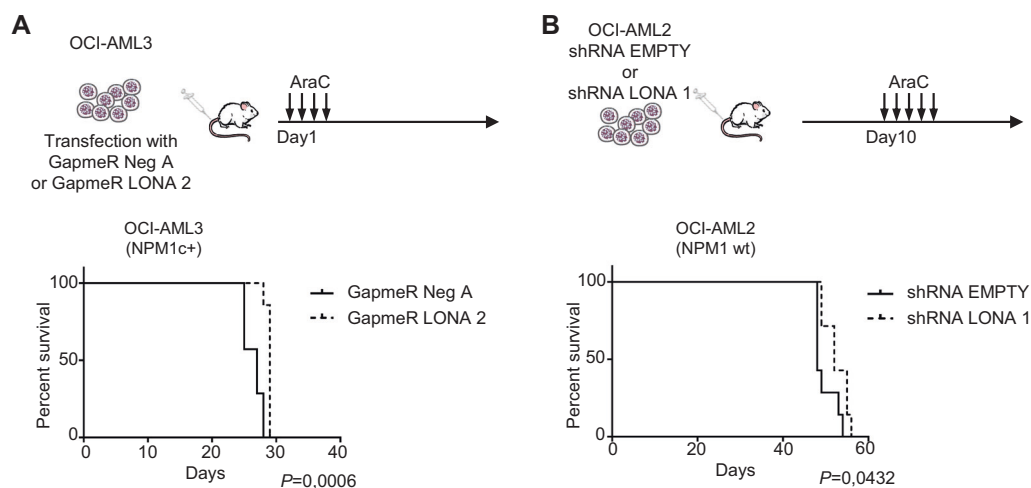 A
OCI-AML3
Transfection with
GapmeR Neg A
or GapmeR LONA 2
AraC
Day1
OCI-AML3
(NPM1c+)
Percent survival
100
50
0
0
10
20
30
40
Days
P=0,0006
GapmeR Neg A
GapmeR LONA 2
B
OCI-AML2
shRNA EMPTY
or
shRNA LONA 1
AraC
Day10
OCI-AML2
(NPM1 wt)
Percent survival
100
50
0
0
20
40
60
Days
P=0,0432
shRNA EMPTY
shRNA LONA 1